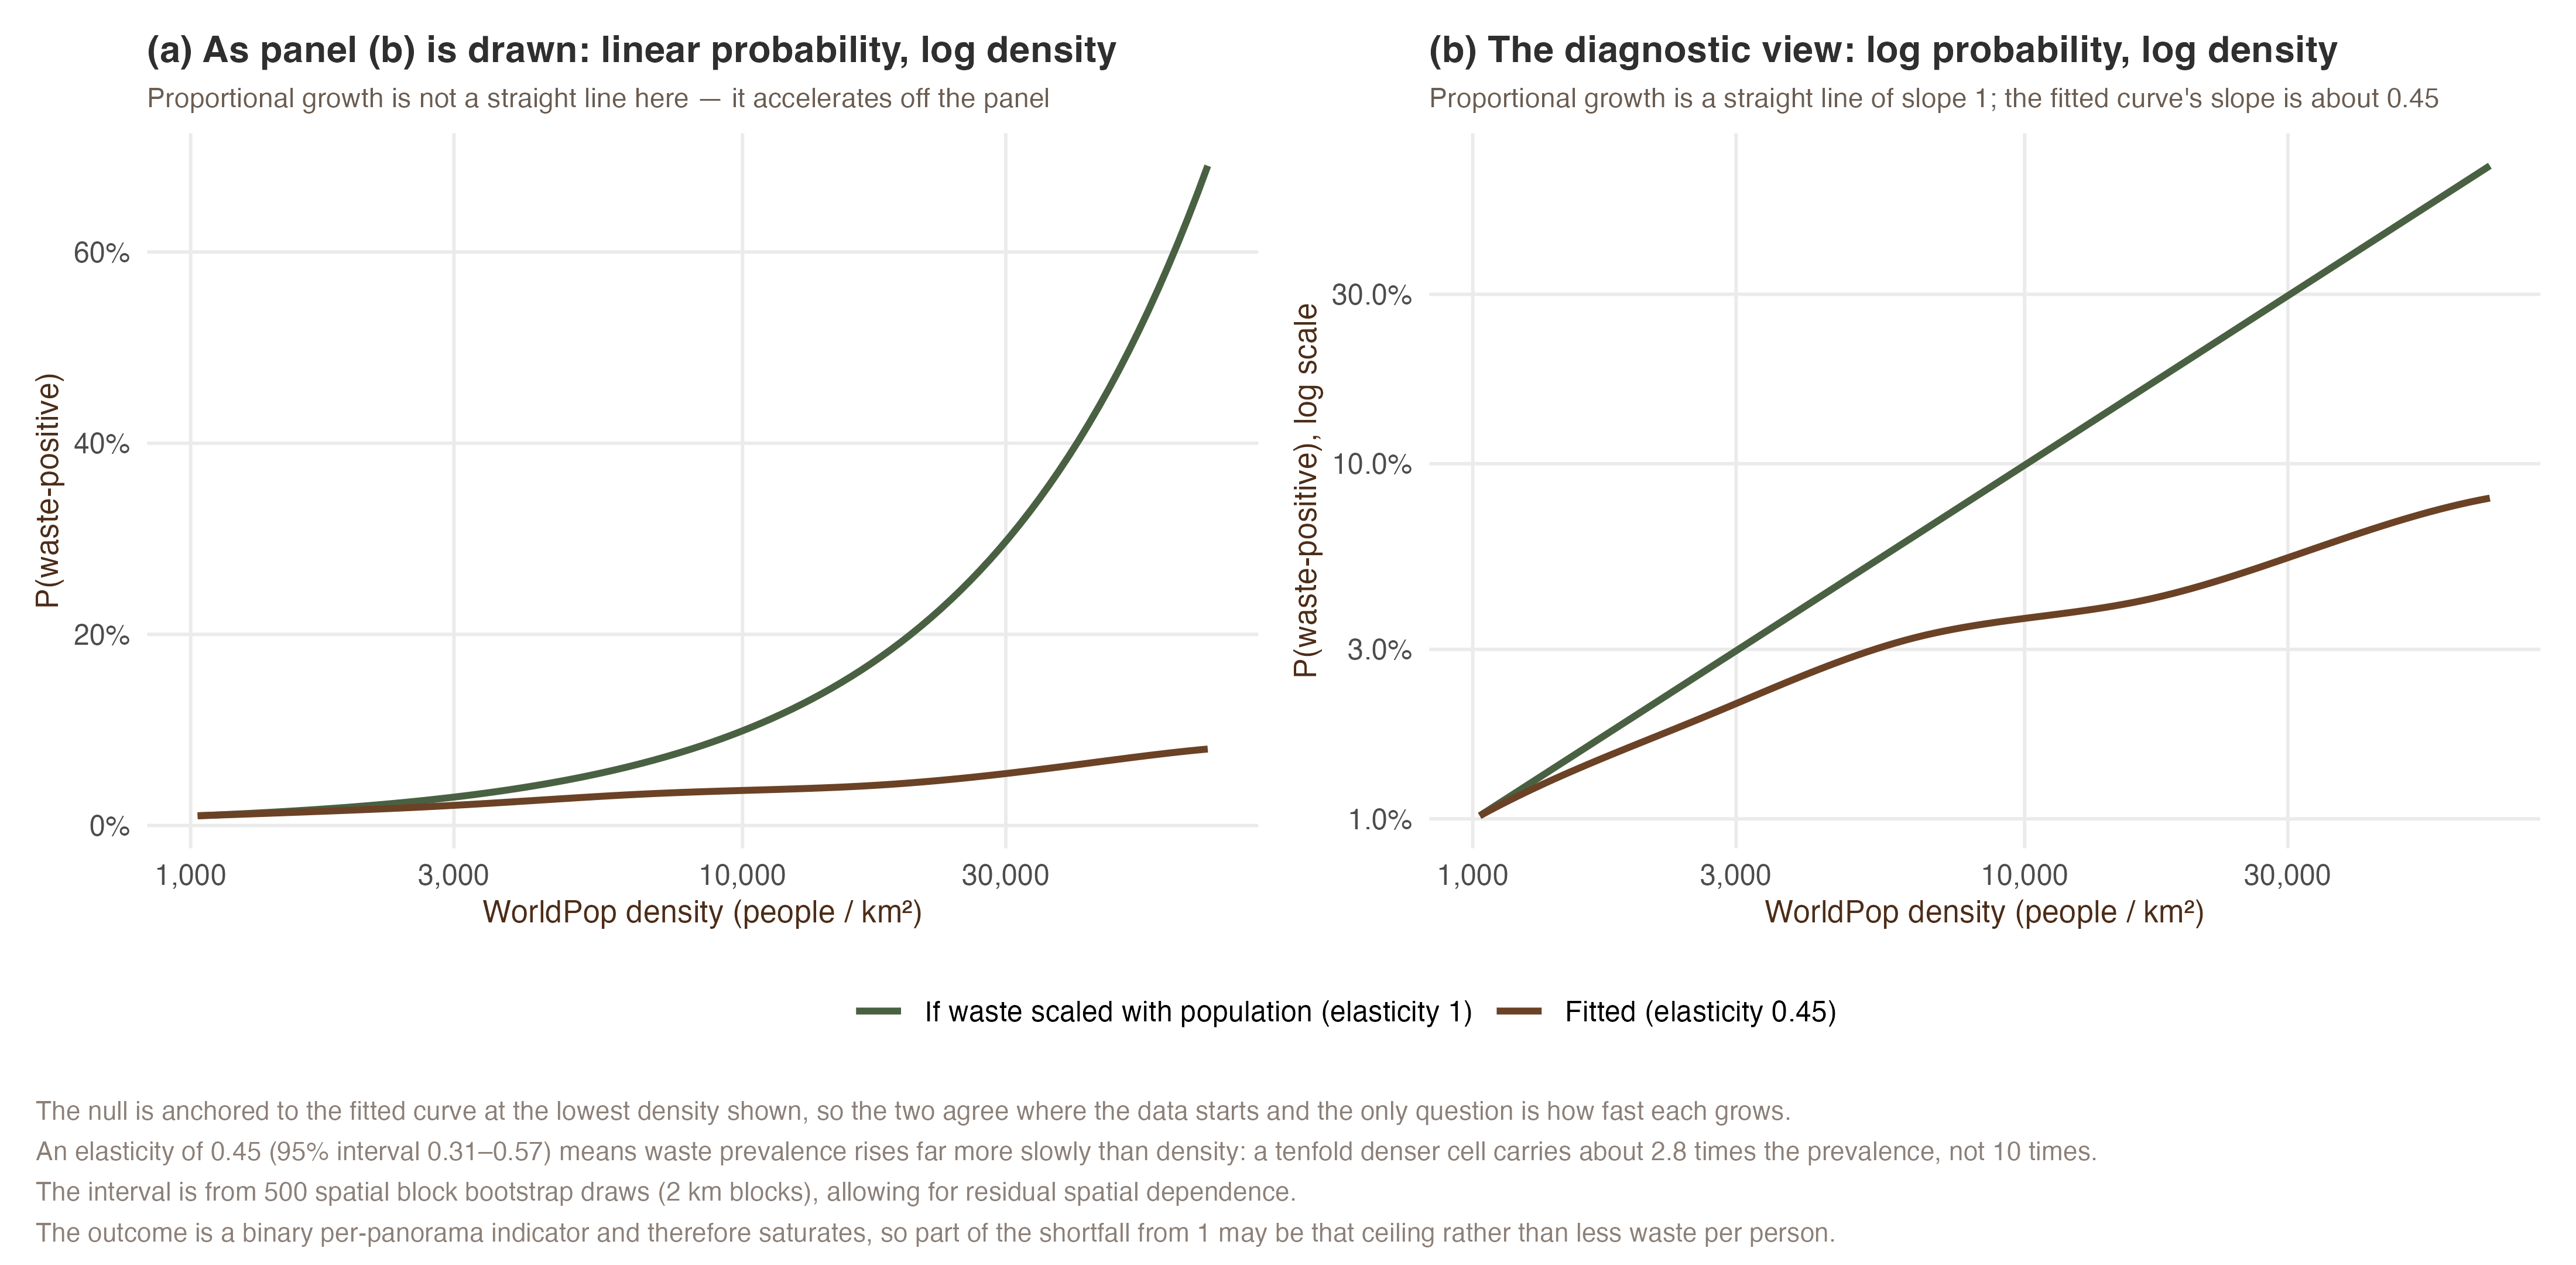 (a) As panel (b) is drawn: linear probability, log density
Proportional growth is not a straight line here — it accelerates off the panel
P(waste-positive)
60%
40%
20%
0%
1,000
3,000
10,000
30,000
WorldPop density (people / km²)
(b) The diagnostic view: log probability, log density
Proportional growth is a straight line of slope 1; the fitted curve's slope is about 0.45
P(waste-positive), log scale
30.0%
10.0%
3.0%
1.0%
1,000
3,000
10,000
30,000
WorldPop density (people / km²)
If waste scaled with population (elasticity 1)
Fitted (elasticity 0.45)
The null is anchored to the fitted curve at the lowest density shown, so the two agree where the data starts and the only question is how fast each grows.
An elasticity of 0.45 (95% interval 0.31–0.57) means waste prevalence rises far more slowly than density: a tenfold denser cell carries about 2.8 times the prevalence, not 10 times.
The interval is from 500 spatial block bootstrap draws (2 km blocks), allowing for residual spatial dependence.
The outcome is a binary per-panorama indicator and therefore saturates, so part of the shortfall from 1 may be that ceiling rather than less waste per person.